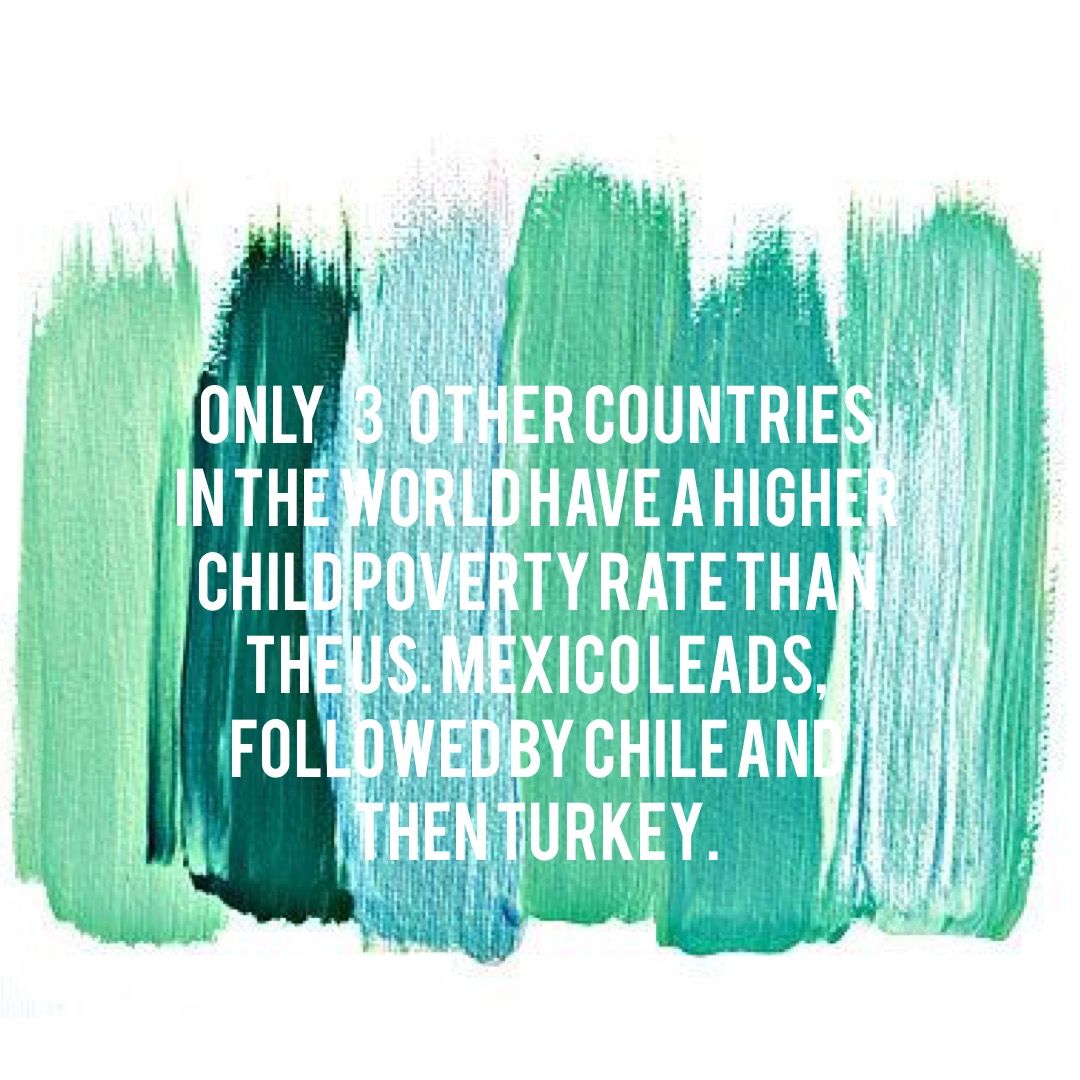 ONLY 3 OTHER COUNTRIES
IN THE WORLD HAVE A HIGHER
CHILD POVERTY RATE THAN
THE US. MEXICO LEADS,
FOLLOWED BY CHILE AND
THEN TURKEY.